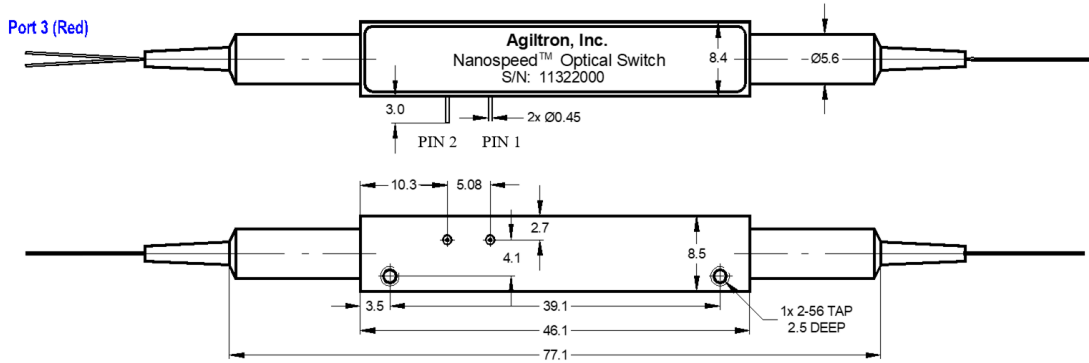 Port 3 (Red)
Agiltron, Inc.
Nanospeed™ Optical Switch
S/N: 11322000
8.4
Ø5.6
3.0
2x Ø0.45
PIN 2
PIN 1
10.3
5.08
2.7
4.1
8.5
3.5
39.1
1x 2-56 TAP
2.5 DEEP
46.1
77.1